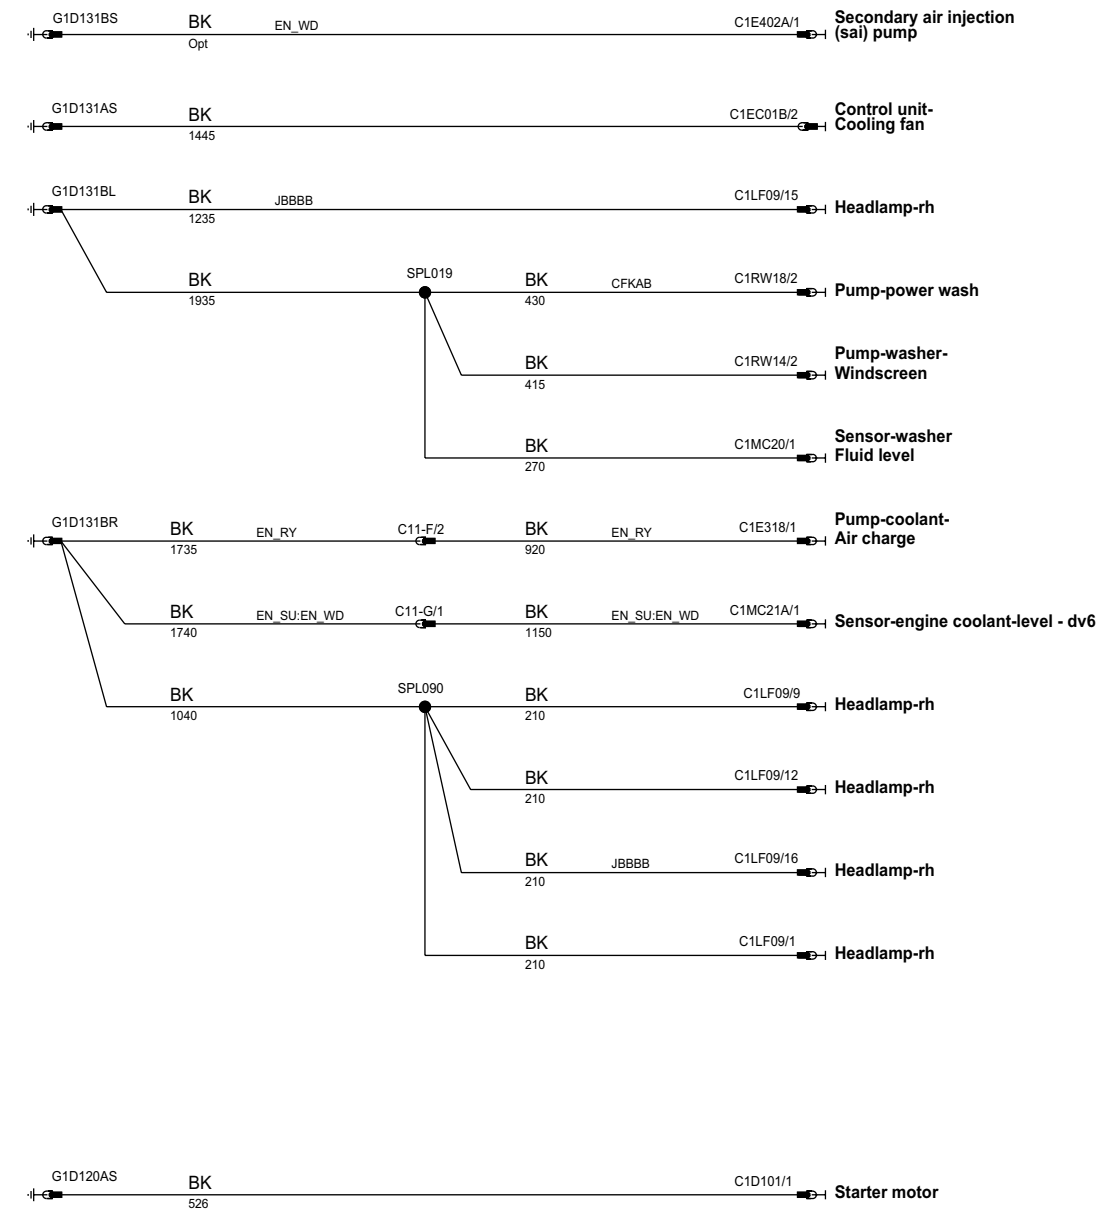 G1D131BS BK EN_WD C1E402A/1 Secondary air injection
Opt (sai) pump
G1D131AS BK C1EC01B/2 Control unit-
1445 Cooling fan
G1D131BL BK JBBBB C1LF09/15 Headlamp-rh
1235
BK SPL019 BK CFKAB C1RW18/2 Pump-power wash
1935 430
BK C1RW14/2 Pump-washer-
415 Windscreen
BK C1MC20/1 Sensor-washer
270 Fluid level
G1D131BR BK EN_RY C11-F/2 BK EN_RY C1E318/1 Pump-coolant-
1735 920 Air charge
BK EN_SU:EN_WD C11-G/1 BK EN_SU:EN_WD C1MC21A/1 Sensor-engine coolant-level - dv6
1740 1150
BK SPL090 BK C1LF09/9 Headlamp-rh
1040 210
BK C1LF09/12 Headlamp-rh
210
BK JBBBB C1LF09/16 Headlamp-rh
210
BK C1LF09/1 Headlamp-rh
210
G1D120AS BK C1D101/1 Starter motor
526